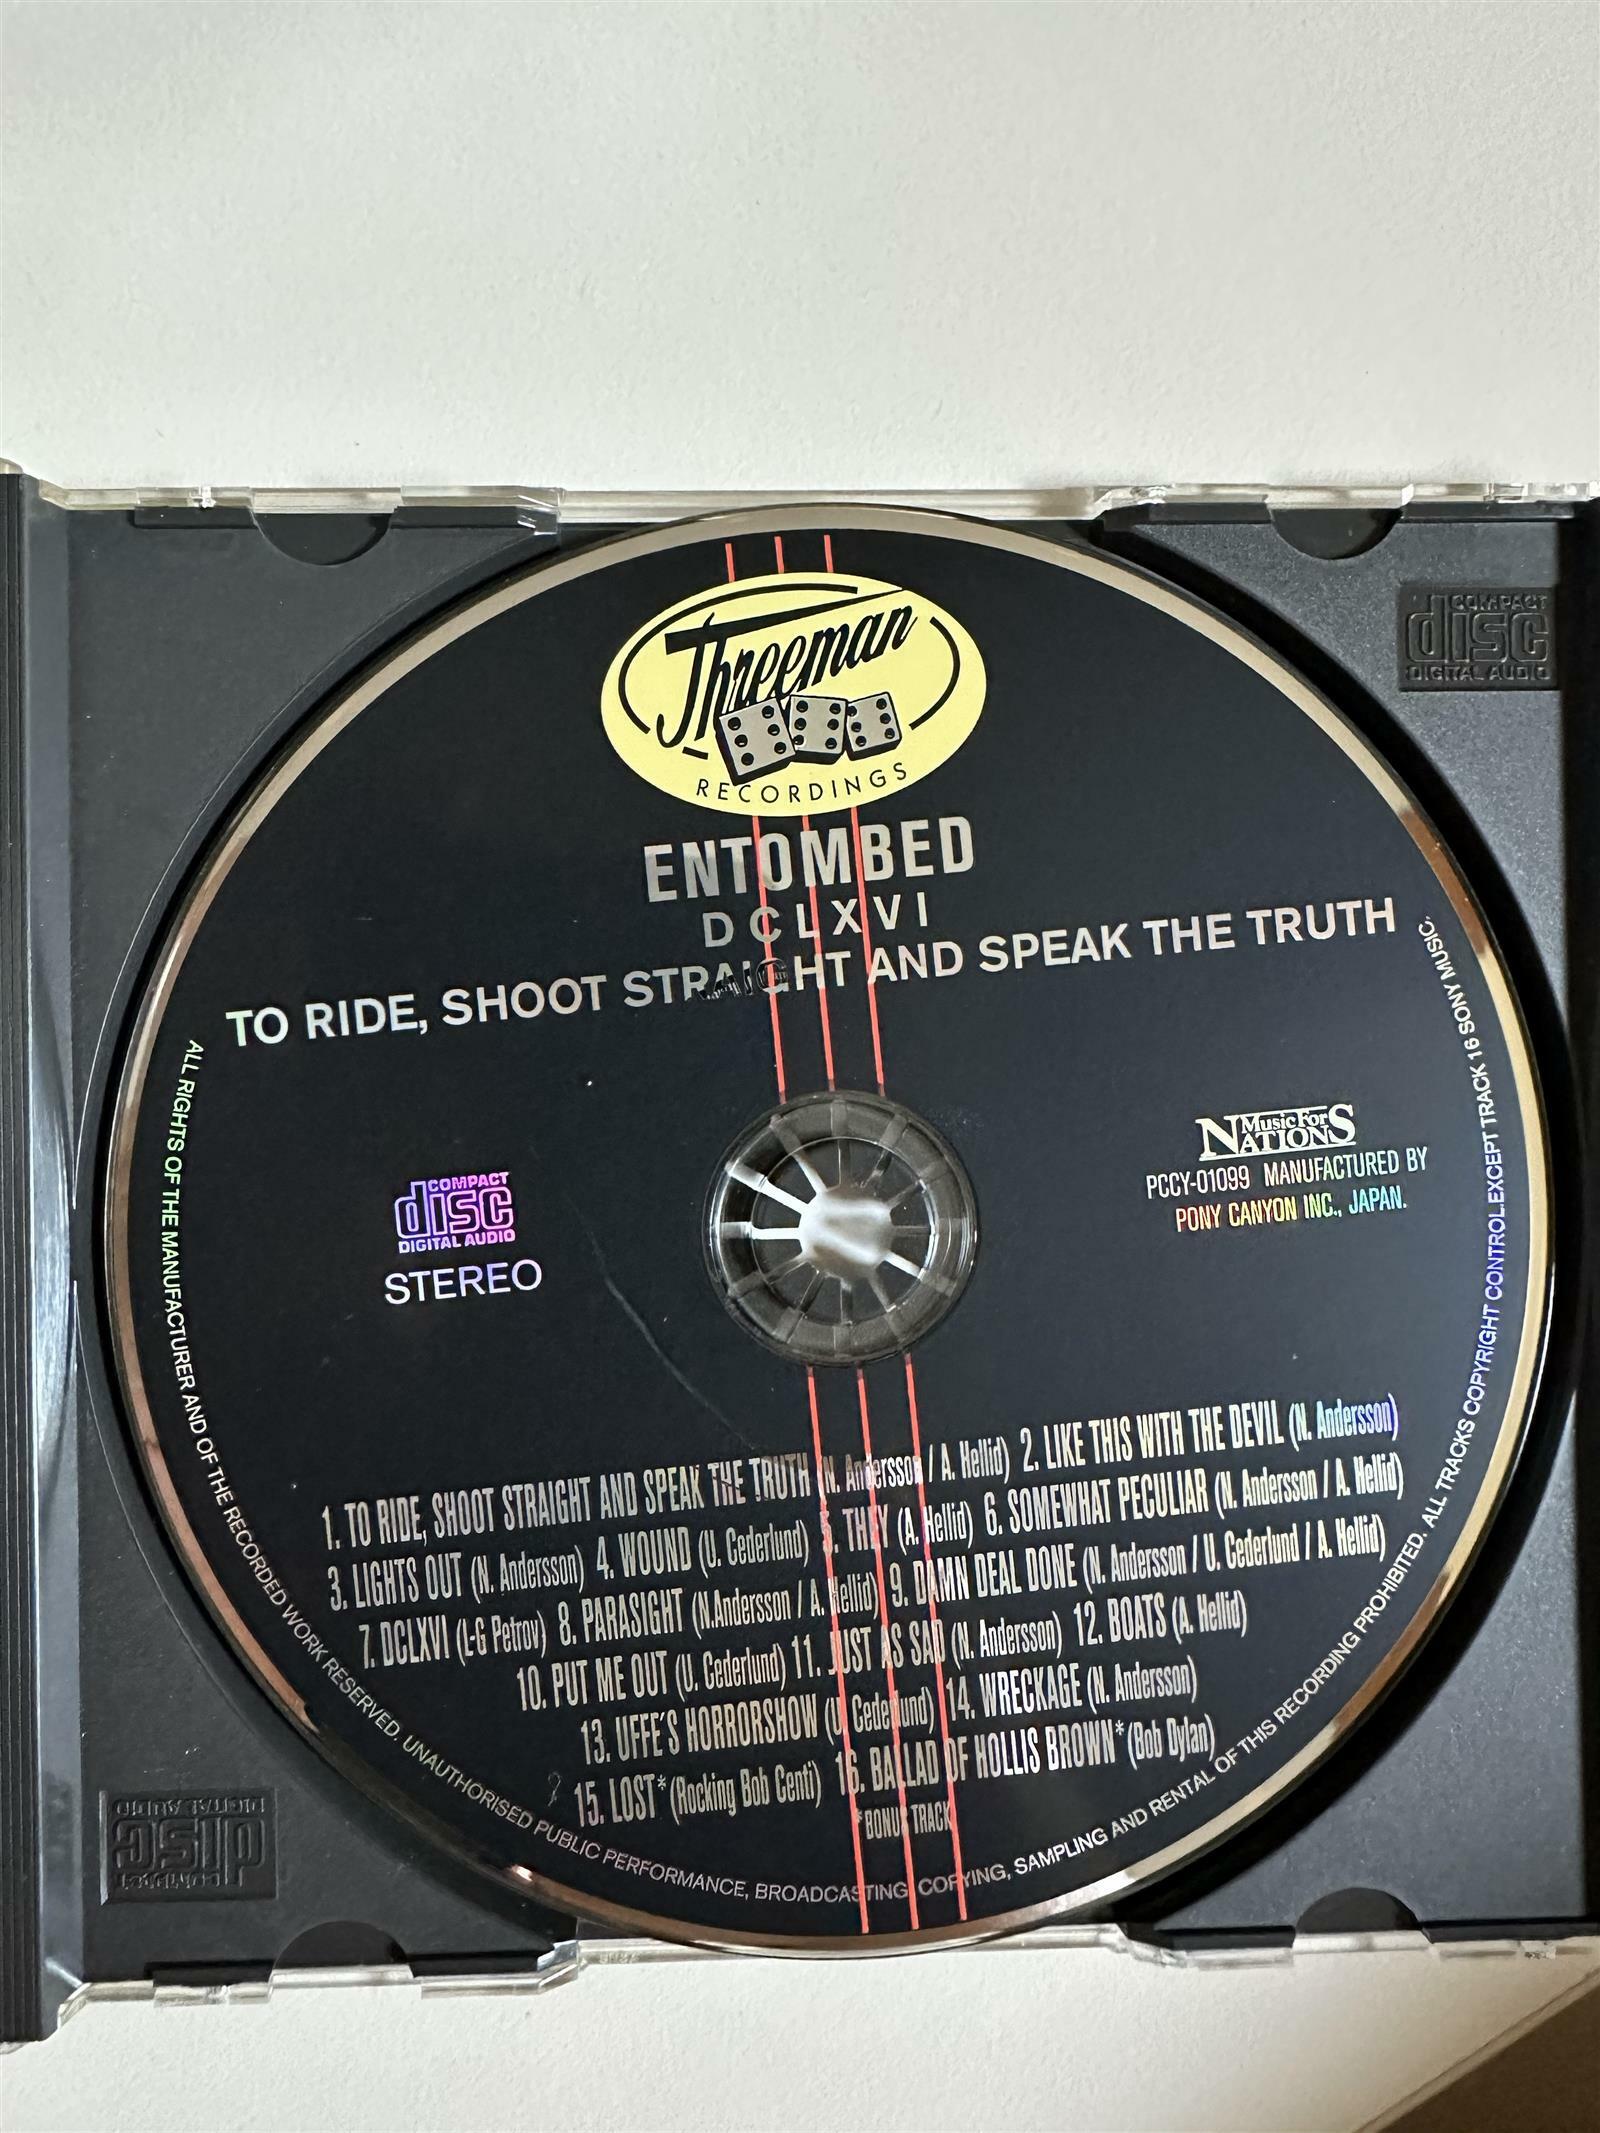 Threeman
RECORDINGS
ENTOMBED
DCLXVI
TO RIDE, SHOOT STRAIGHT AND SPEAK THE TRUTH
COMPACT
disc
DIGITAL AUDIO
COMPACT
disc
DIGITAL AUDIO
STEREO
Music For
NATIONS
PCCY-01099 MANUFACTURED BY
PONY CANYON INC., JAPAN.
1. TO RIDE, SHOOT STRAIGHT AND SPEAK THE TRUTH (N. Andersson / A. Hellid) 2. LIKE THIS WITH THE DEVIL (N. Andersson)
3. LIGHTS OUT (N. Andersson) 4. WOUND (U. Cederlund) 5. THEY (A. Hellid) 6. SOMEWHAT PECULIAR (N. Andersson / A. Hellid)
7. DCLXVI (L-G Petrov) 8. PARASIGHT (N.Andersson / A. Hellid) 9. DAMN DEAL DONE (N. Andersson / U. Cederlund / A. Hellid)
10. PUT ME OUT (U. Cederlund) 11. JUST AS SAD (N. Andersson) 12. BOATS (A. Hellid)
13. UFFE'S HORRORSHOW (U. Cederlund) 14. WRECKAGE (N. Andersson)
15. LOST* (Rocking Bob Centi) 16. BALLAD OF HOLLIS BROWN* (Bob Dylan)
*BONUS TRACK
ALL RIGHTS OF THE MANUFACTURER AND OF THE RECORDED WORK RESERVED. UNAUTHORISED PUBLIC PERFORMANCE, BROADCASTING, COPYING, SAMPLING AND RENTAL OF THIS RECORDING PROHIBITED. ALL TRACKS COPYRIGHT CONTROL.EXCEPT TRACK 16 SONY MUSIC.
COMPACT
disc
DIGITAL AUDIO